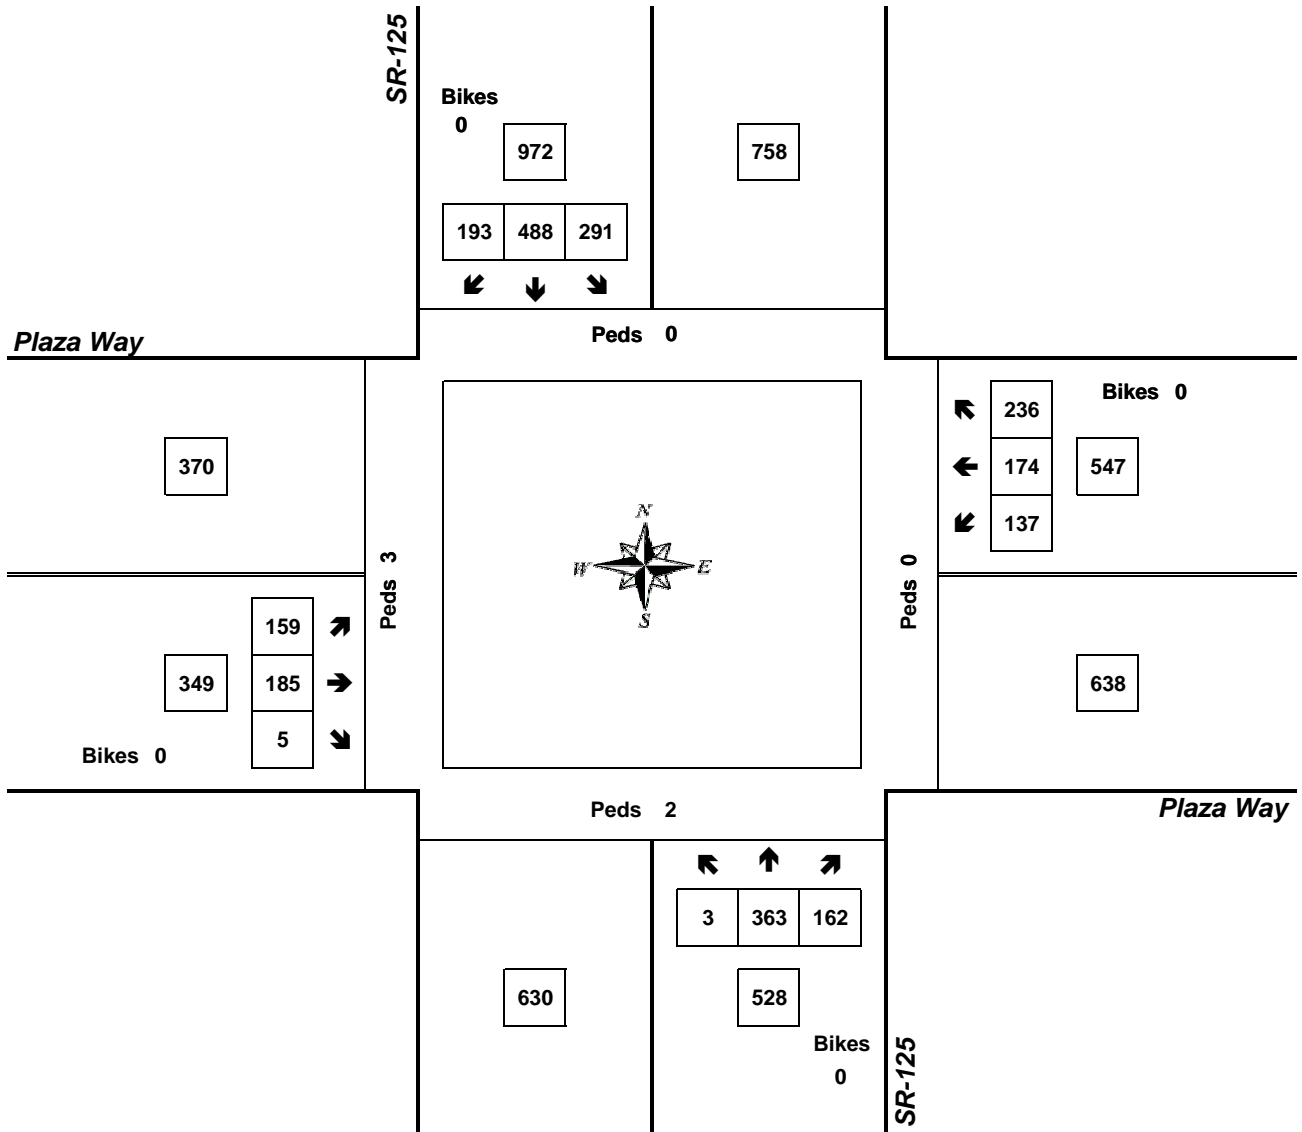 SR-125
Bikes
0
972
758
193 488 291
Peds 0
Plaza Way
236
Bikes 0
370
174
547
137
N
W E
S
Peds 3
Peds 0
159
349
185
638
5
Bikes 0
Peds 2
Plaza Way
3 363 162
630
528
Bikes
0
SR-125